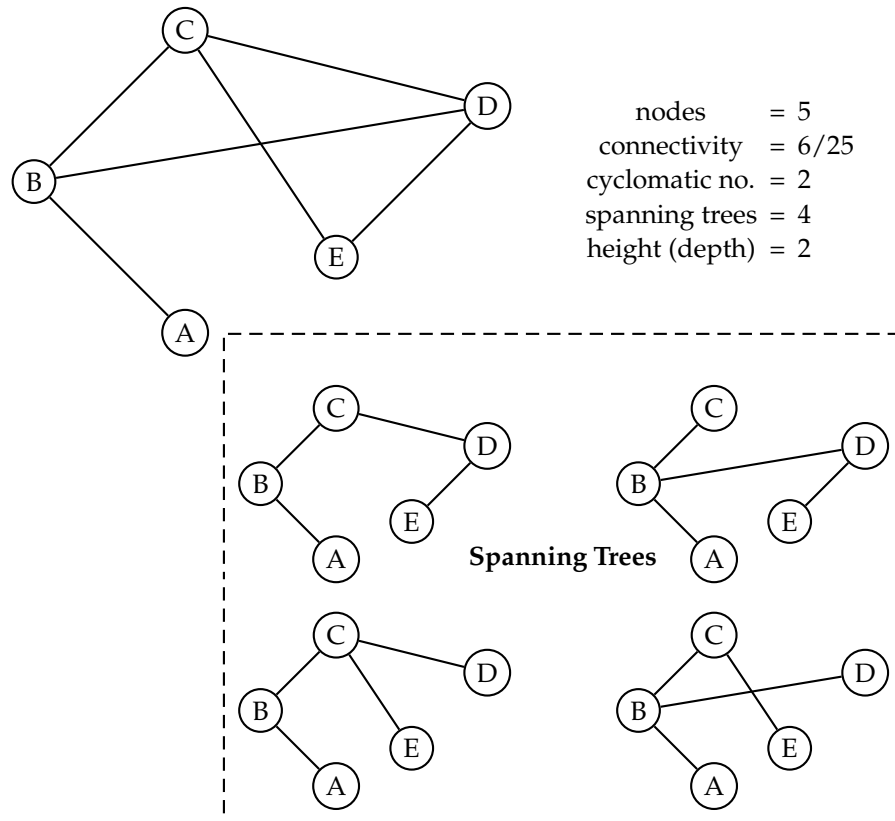 C
D
B
E
A
nodes = 5
connectivity = 6/25
cyclomatic no. = 2
spanning trees = 4
height (depth) = 2
C
D
B
E
A
C
D
B
E
A
Spanning Trees
C
D
B
E
A
C
D
B
E
A